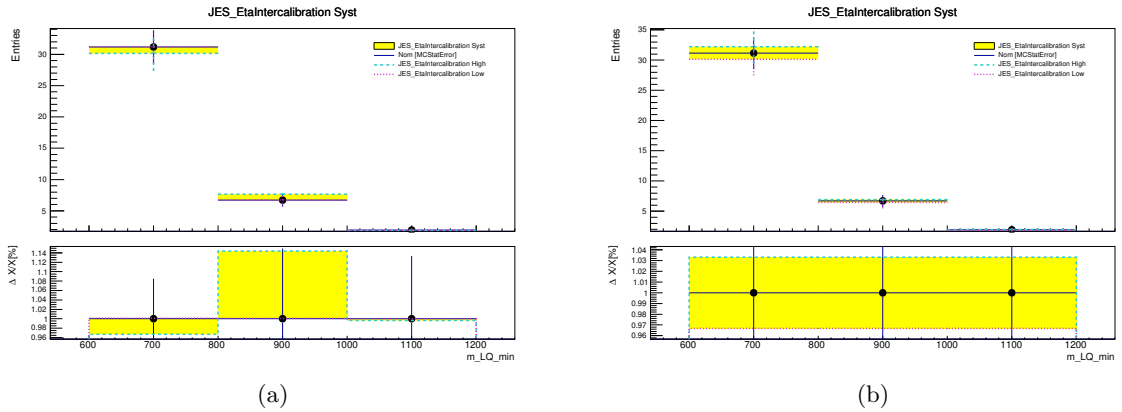 JES_EtaIntercalibration Syst
Entries
30
25
20
15
10
5
JES_EtaIntercalibration Syst
Nom [MCStatError]
JES_EtaIntercalibration High
JES_EtaIntercalibration Low
Δ X/X[%]
1.14
1.12
1.1
1.08
1.06
1.04
1.02
1
0.98
0.96
600 700 800 900 1000 1100 1200
m_LQ_min
(a)
JES_EtaIntercalibration Syst
Entries
35
30
25
20
15
10
5
JES_EtaIntercalibration Syst
Nom [MCStatError]
JES_EtaIntercalibration High
JES_EtaIntercalibration Low
Δ X/X[%]
1.04
1.03
1.02
1.01
1
0.99
0.98
0.97
0.96
600 700 800 900 1000 1100 1200
m_LQ_min
(b)